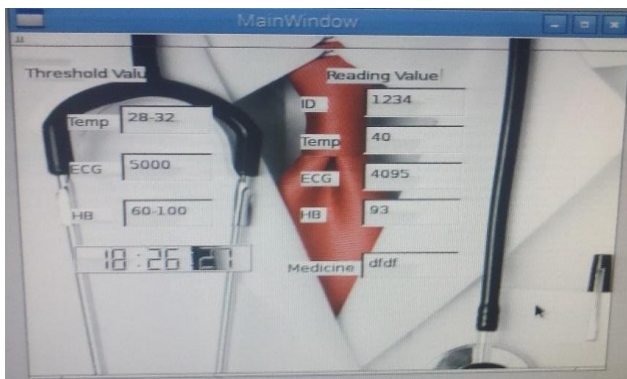 MainWindow
Threshold Valu
Temp 28-32
ECG 5000
HB 60-100
18:26 21
Reading Value
ID 1234
Temp 40
ECG 4095
HB 93
Medicine dfdf